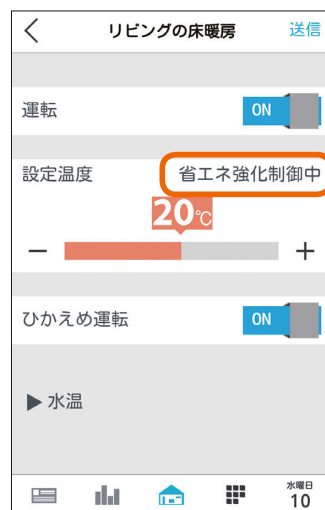 リビングの床暖房 送信
運転 ON
設定温度 省エネ強化制御中
20℃
− +
ひかえめ運転 ON
▶水温
水曜日
10